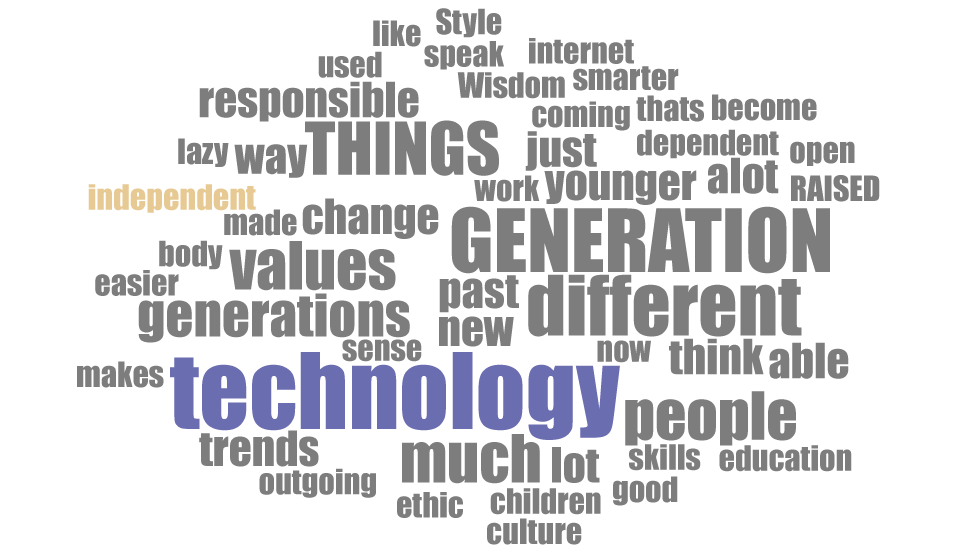 like Style
used speak internet
Wisdom smarter
responsible coming thats become
lazy way THINGS just dependent open
independent work younger alot RAISED
made change GENERATION
body values
easier past different
generations new
sense now think able
makes technology people
trends much lot skills education
outgoing ethic children good
culture